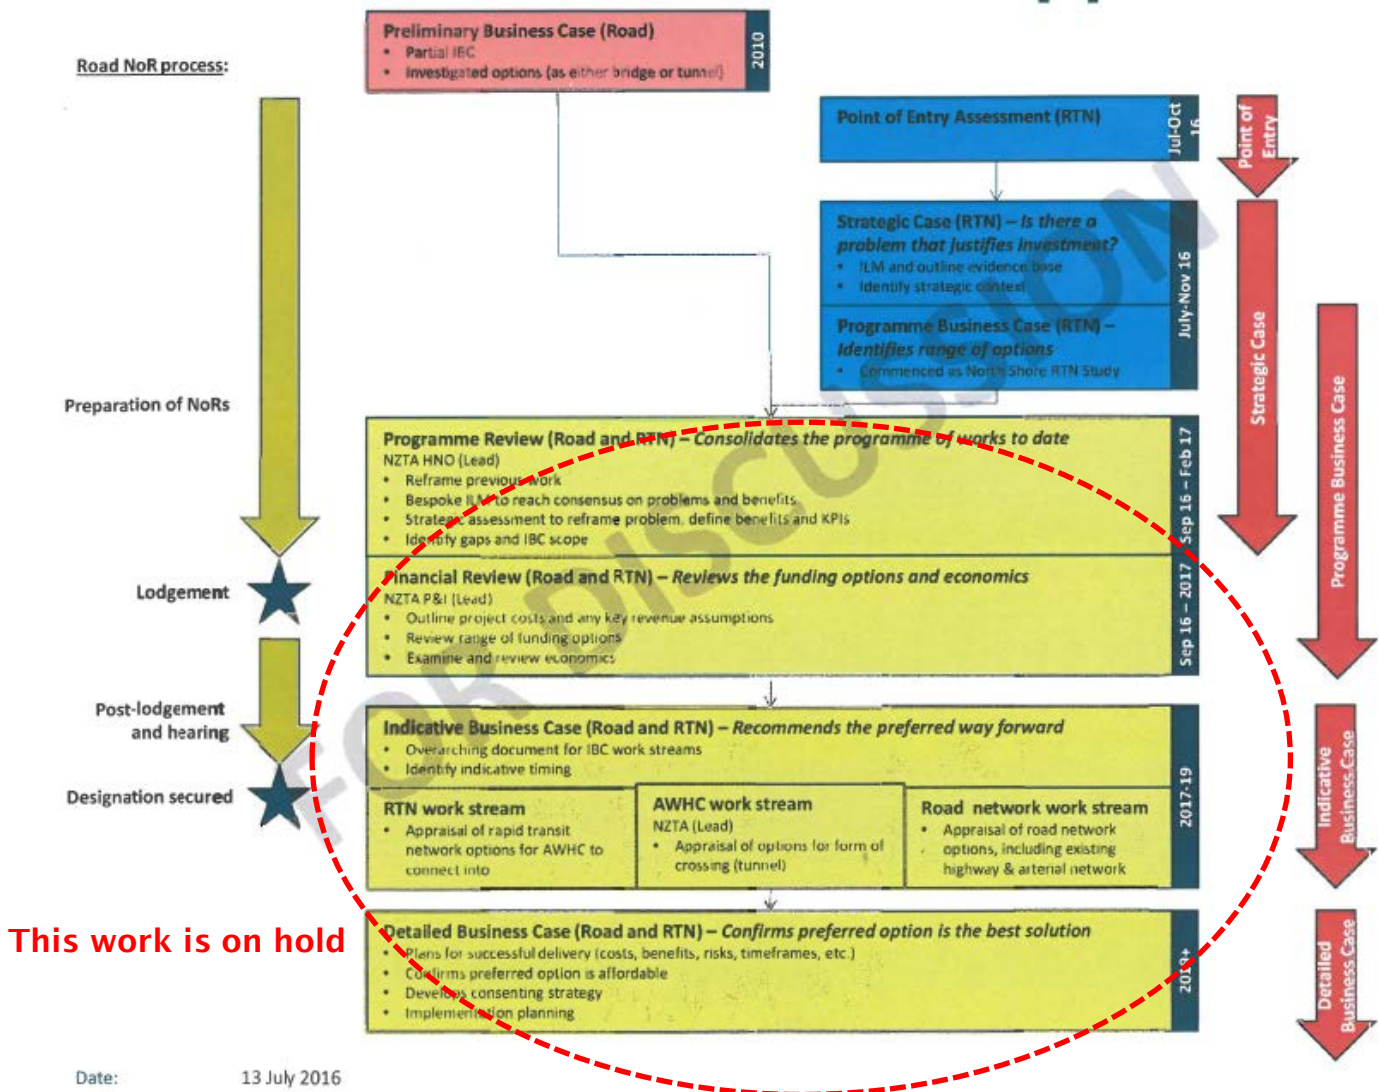 Road NoR process:
Preliminary Business Case (Road)
• Partial IBC
• Investigated options (as either bridge or tunnel)
2010
Point of Entry Assessment (RTN)
Jul-Oct
16
Point of
Entry
Strategic Case (RTN) – Is there a
problem that justifies investment?
• ILM and outline evidence base
• Identify strategic context
Programme Business Case (RTN) –
Identifies range of options
• Commenced as North Shore RTN Study
July-Nov 16
Strategic Case
Programme Business Case
Preparation of NoRs
Programme Review (Road and RTN) – Consolidates the programme of works to date
NZTA HNO (Lead)
• Reframe previous work
• Bespoke ILM to reach consensus on problems and benefits
• Strategic assessment to reframe problem, define benefits and KPIs
• Identify gaps and IBC scope
Sep 16 – Feb 17
Lodgement
Financial Review (Road and RTN) – Reviews the funding options and economics
NZTA P&I (Lead)
• Outline project costs and any key revenue assumptions
• Review range of funding options
• Examine and review economics
Sep 16 – 2017
Post-lodgement
and hearing
Indicative Business Case (Road and RTN) – Recommends the preferred way forward
• Overarching document for IBC work streams
• Identify indicative timing
Designation secured
RTN work stream
• Appraisal of rapid transit
network options for AWHC to
connect into
AWHC work stream
NZTA (Lead)
• Appraisal of options for form of
crossing (tunnel)
Road network work stream
• Appraisal of road network
options, including existing
highway & arterial network
2017-19
Indicative
Business Case
This work is on hold
Detailed Business Case (Road and RTN) – Confirms preferred option is the best solution
• Plans for successful delivery (costs, benefits, risks, timeframes, etc.)
• Confirms preferred option is affordable
• Develops consenting strategy
• Implementation planning
2019+
Detailed
Business Case
FOR DISCUSSION
Date: 13 July 2016